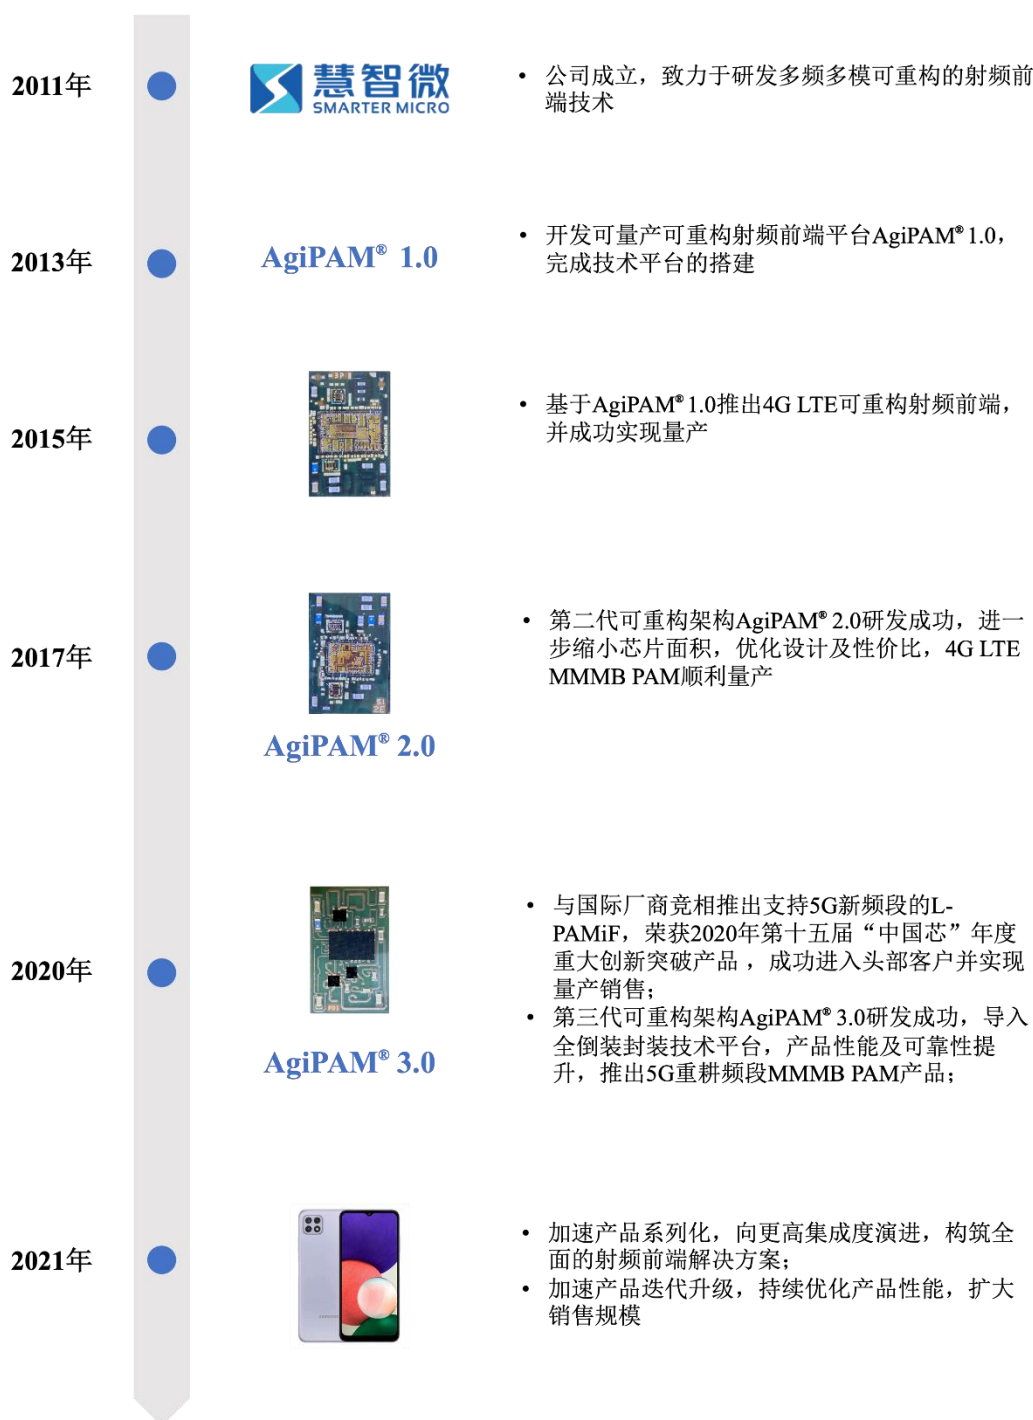 2011年
慧智微
SMARTER MICRO
• 公司成立，致力于研发多频多模可重构的射频前
端技术
2013年
AgiPAM® 1.0
• 开发可量产可重构射频前端平台AgiPAM® 1.0，
完成技术平台的搭建
2015年
• 基于AgiPAM® 1.0推出4G LTE可重构射频前端，
并成功实现量产
2017年
AgiPAM® 2.0
• 第二代可重构架构AgiPAM® 2.0研发成功，进一
步缩小芯片面积，优化设计及性价比，4G LTE
MMMB PAM顺利量产
2020年
AgiPAM® 3.0
• 与国际厂商竞相推出支持5G新频段的L-
PAMiF，荣获2020年第十五届“中国芯”年度
重大创新突破产品 ，成功进入头部客户并实现
量产销售；
• 第三代可重构架构AgiPAM® 3.0研发成功，导入
全倒装封装技术平台，产品性能及可靠性提
升，推出5G重耕频段MMMB PAM产品；
2021年
• 加速产品系列化，向更高集成度演进，构筑全
面的射频前端解决方案；
• 加速产品迭代升级，持续优化产品性能，扩大
销售规模